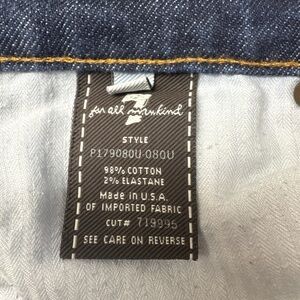 7
for all mankind
STYLE
P179080U-080U
98% COTTON
2% ELASTANE
Made in U.S.A.
OF IMPORTED FABRIC
CUT# 719995
SEE CARE ON REVERSE